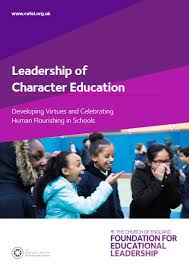 www.cefel.org.uk
Leadership of
Character Education
Developing Virtues and Celebrating
Human Flourishing in Schools
THE CHURCH OF ENGLAND
FOUNDATION FOR
EDUCATIONAL
LEADERSHIP